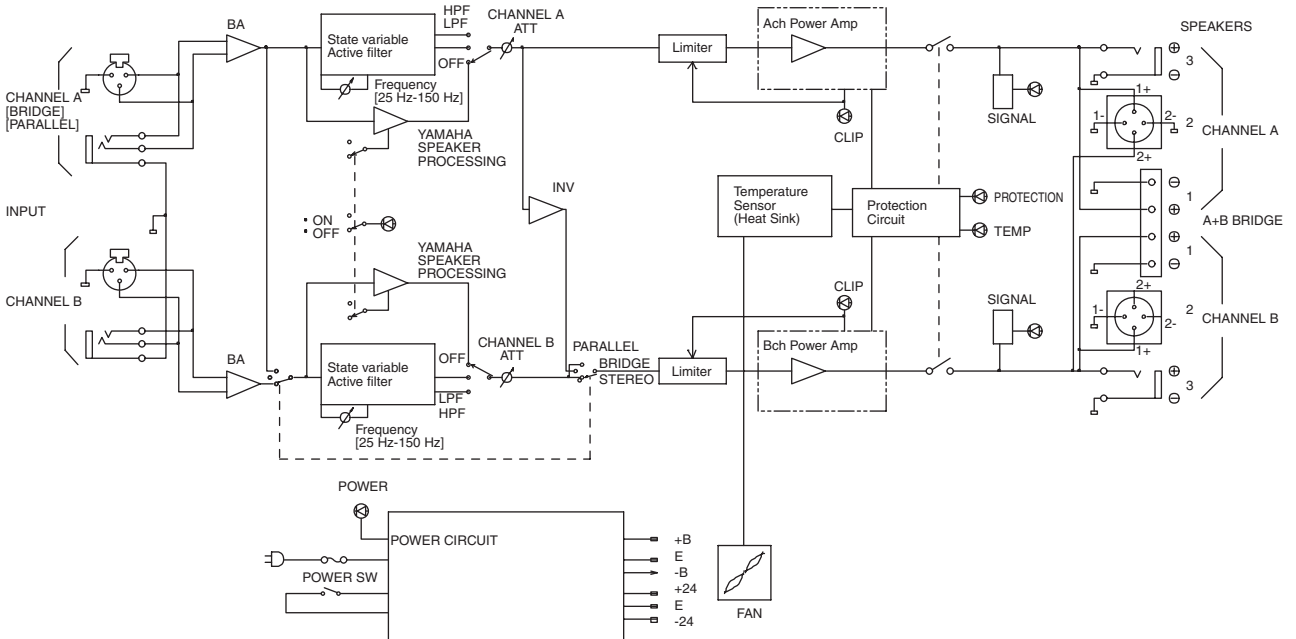 HPF
LPF
CHANNEL A
ATT
BA
State variable
Active filter
OFF
Frequency
[25 Hz-150 Hz]
Limiter
Ach Power Amp
SPEAKERS
3
CHANNEL A
[BRIDGE]
[PARALLEL]
YAMAHA
SPEAKER
PROCESSING
CLIP
SIGNAL
1+
1-
2-
2
2+
CHANNEL A
INV
Temperature
Sensor
(Heat Sink)
Protection
Circuit
PROTECTION
TEMP
1
A+B BRIDGE
1
INPUT
: ON
: OFF
YAMAHA
SPEAKER
PROCESSING
CHANNEL B
CLIP
SIGNAL
2+
1-
2-
2
1+
CHANNEL B
BA
State variable
Active filter
OFF
LPF
HPF
CHANNEL B
ATT
PARALLEL
BRIDGE
STEREO
Limiter
Bch Power Amp
3
Frequency
[25 Hz-150 Hz]
POWER
POWER CIRCUIT
POWER SW
+B
E
-B
+24
E
-24
FAN